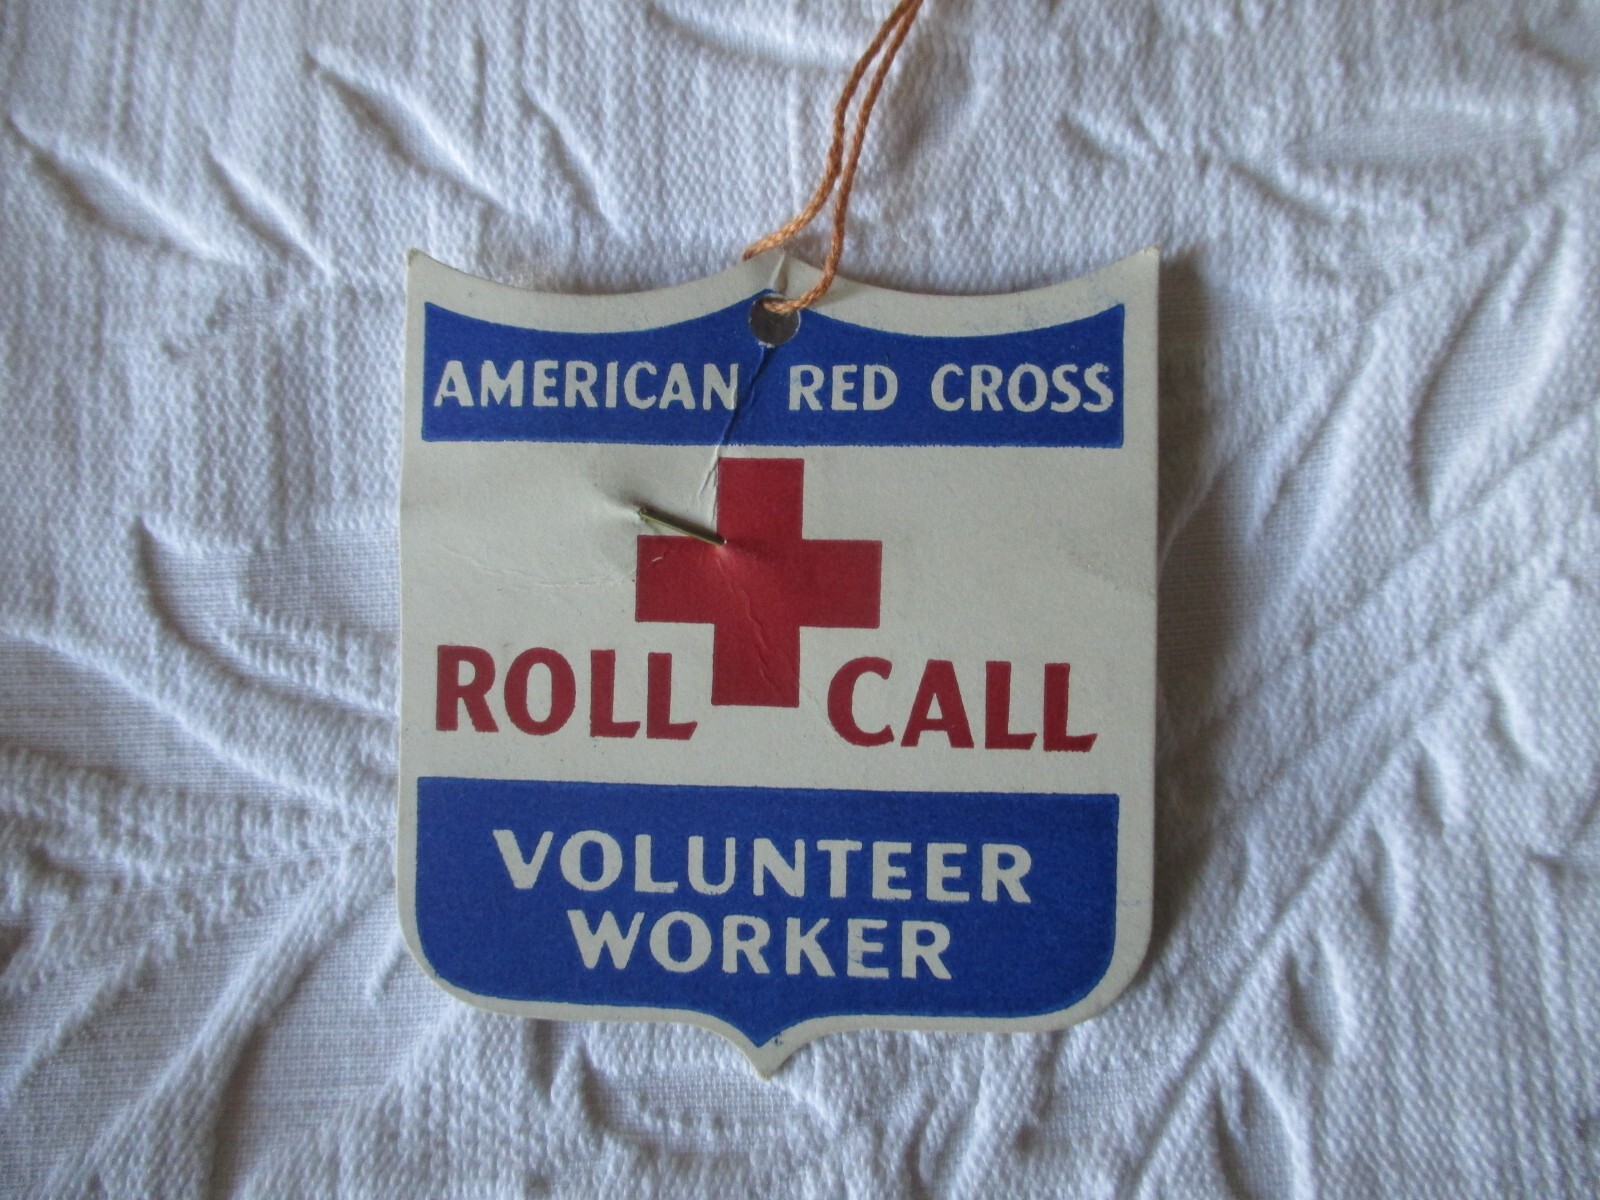 AMERICAN RED CROSS
ROLL CALL
VOLUNTEER
WORKER